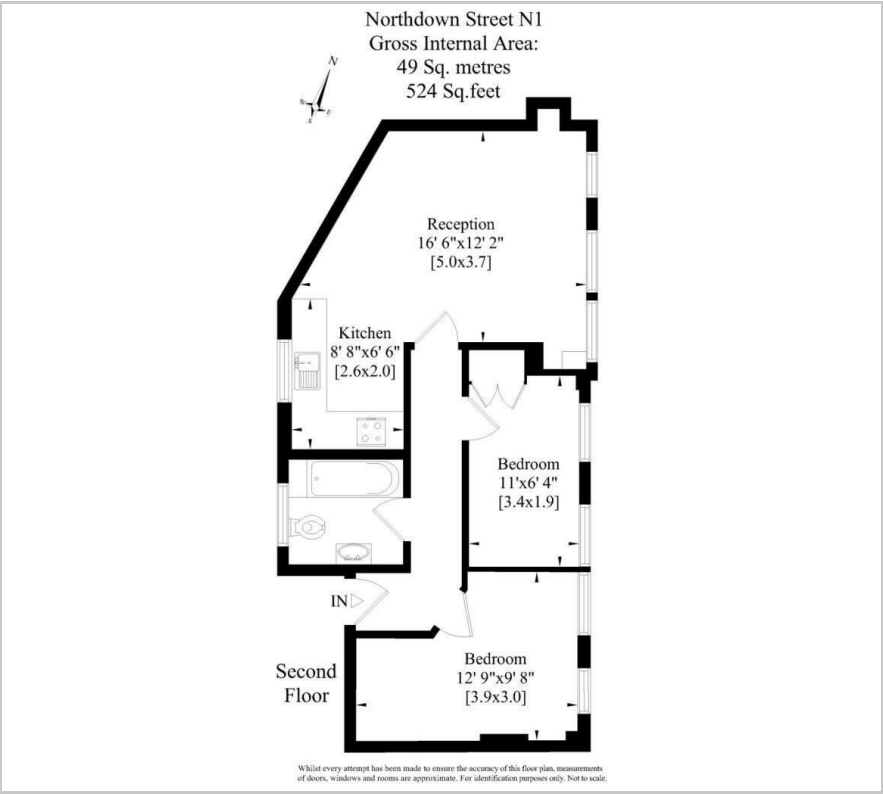 Northdown Street N1
Gross Internal Area:
49 Sq. metres
524 Sq.feet
N
W
E
S
Reception
16' 6"x12' 2"
[5.0x3.7]
Kitchen
8' 8"x6' 6"
[2.6x2.0]
Bedroom
11'x6' 4"
[3.4x1.9]
IN
Bedroom
12' 9"x9' 8"
[3.9x3.0]
Second
Floor
Whilst every attempt has been made to ensure the accuracy of this floor plan, measurements
of doors, windows and rooms are approximate. For identification purposes only. Not to scale.